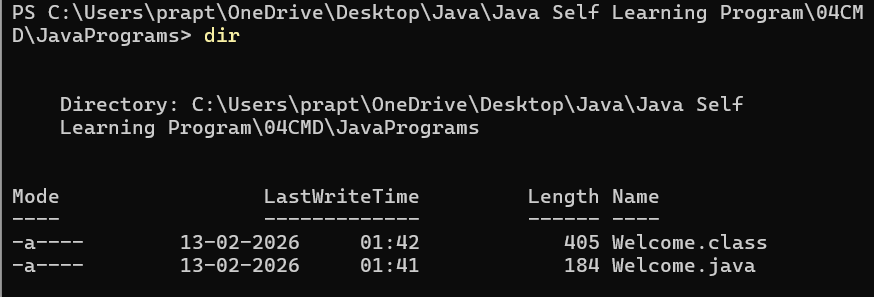 PS C:\Users\prapt\OneDrive\Desktop\Java\Java Self Learning Program\04CM
D\JavaPrograms> dir
Directory: C:\Users\prapt\OneDrive\Desktop\Java\Java Self
Learning Program\04CMD\JavaPrograms
Mode                 LastWriteTime         Length Name
----                 -------------         ------ ----
-a----        13-02-2026     01:42            405 Welcome.class
-a----        13-02-2026     01:41            184 Welcome.java